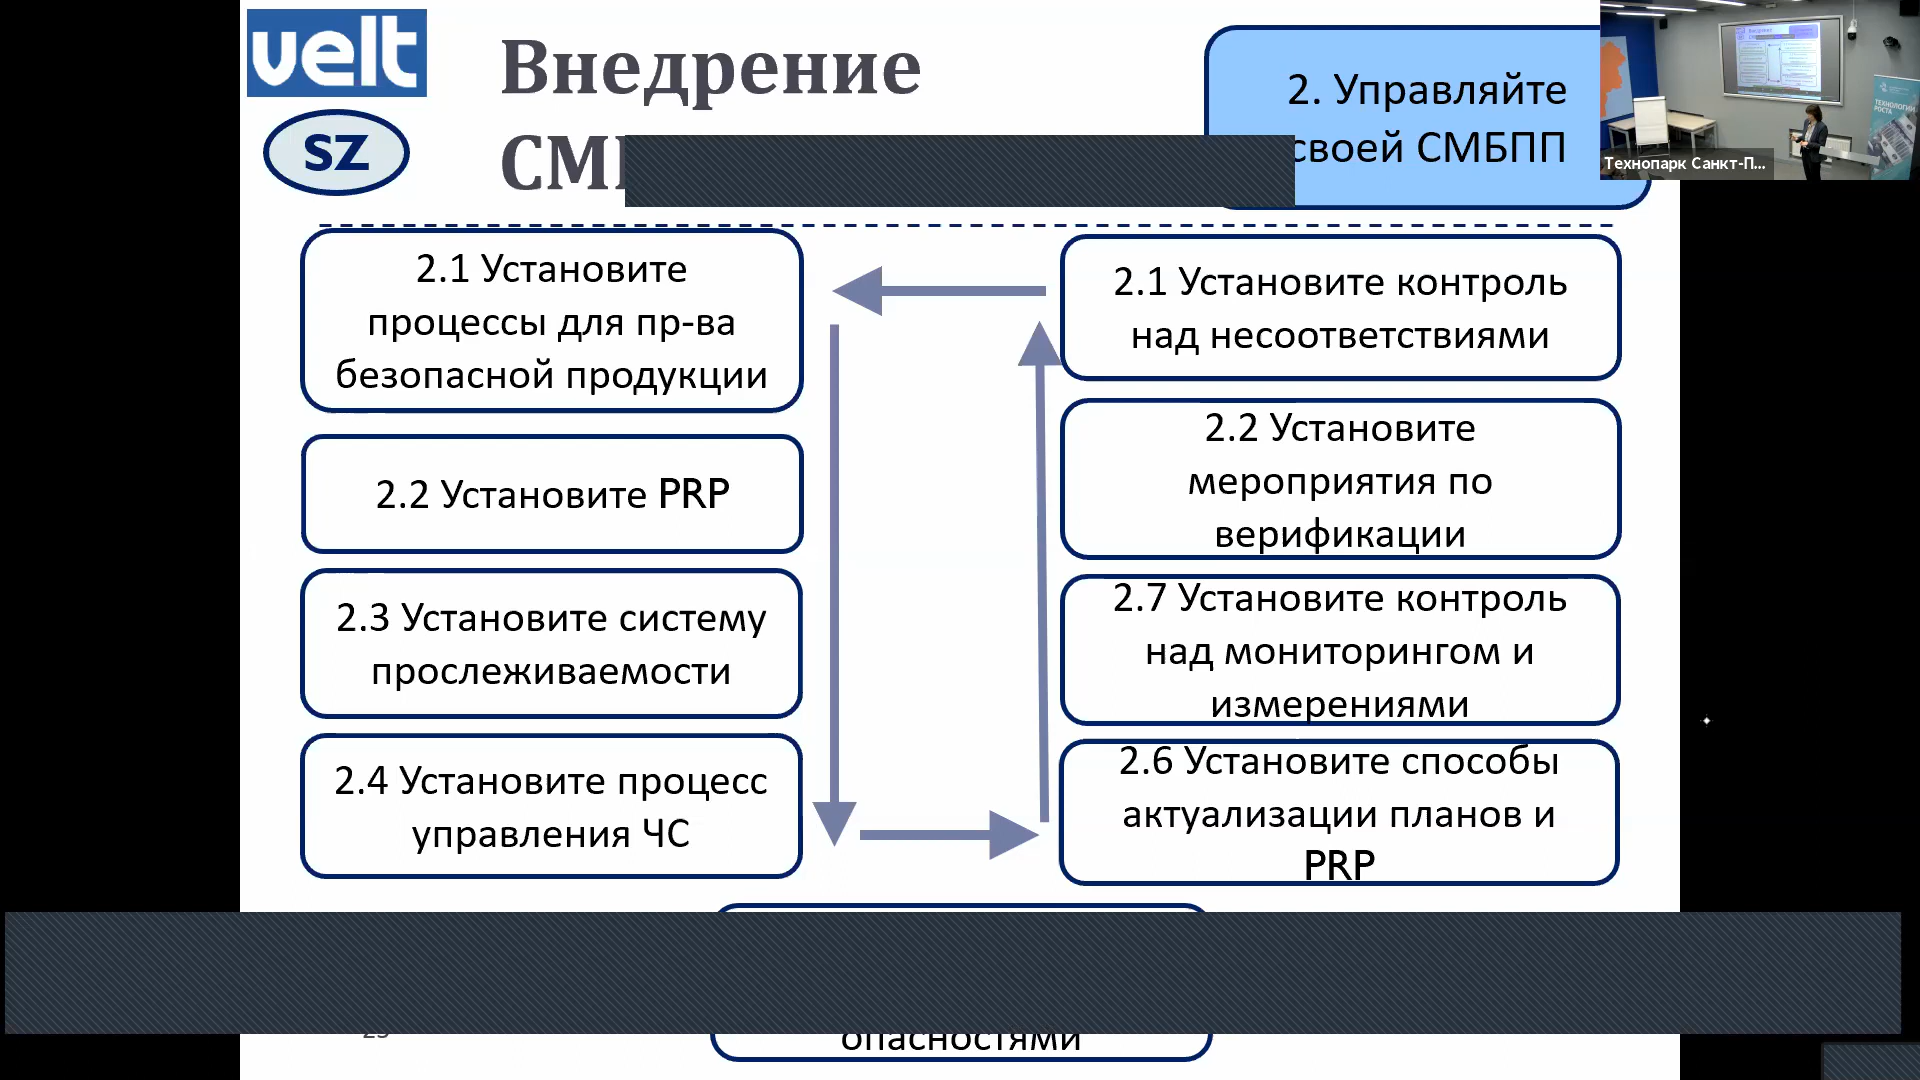 velt
SZ
Внедрение
2. Управляйте
своей СМБПП
Технопарк Санкт-П...
2.1 Установите
процессы для пр-ва
безопасной продукции
2.2 Установите PRP
2.3 Установите систему
прослеживаемости
2.4 Установите процесс
управления ЧС
2.1 Установите контроль
над несоответствиями
2.2 Установите
мероприятия по
верификации
2.7 Установите контроль
над мониторингом и
измерениями
2.6 Установите способы
актуализации планов и
PRP
опасностями